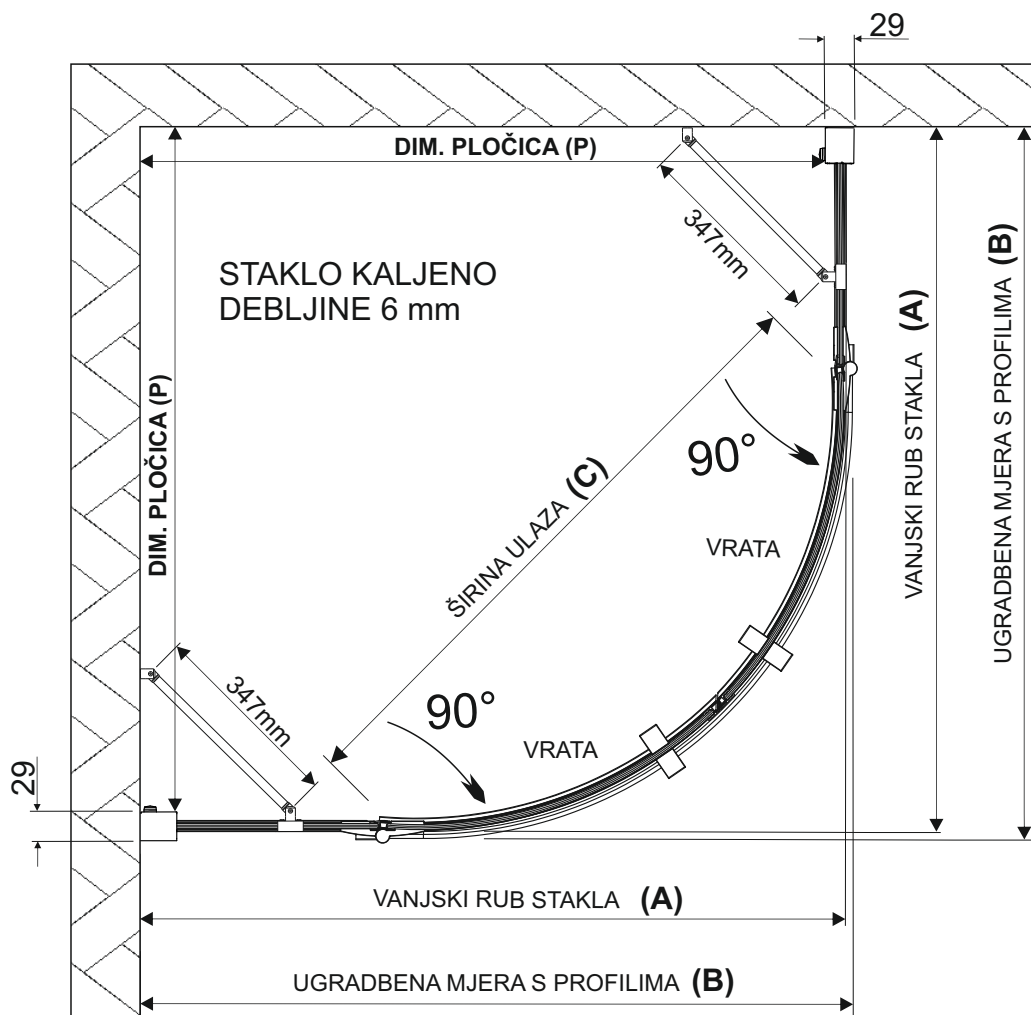 29
DIM. PLOČICA (P)
347mm
STAKLO KALJENO
DEBLJINE 6 mm
VANJSKI RUB STAKLA (A)
UGRADBENA MJERA S PROFILIMA (B)
DIM. PLOČICA (P)
90°
ŠIRINA ULAZA (C)
VRATA
347mm
90°
VRATA
29
VANJSKI RUB STAKLA (A)
UGRADBENA MJERA S PROFILIMA (B)